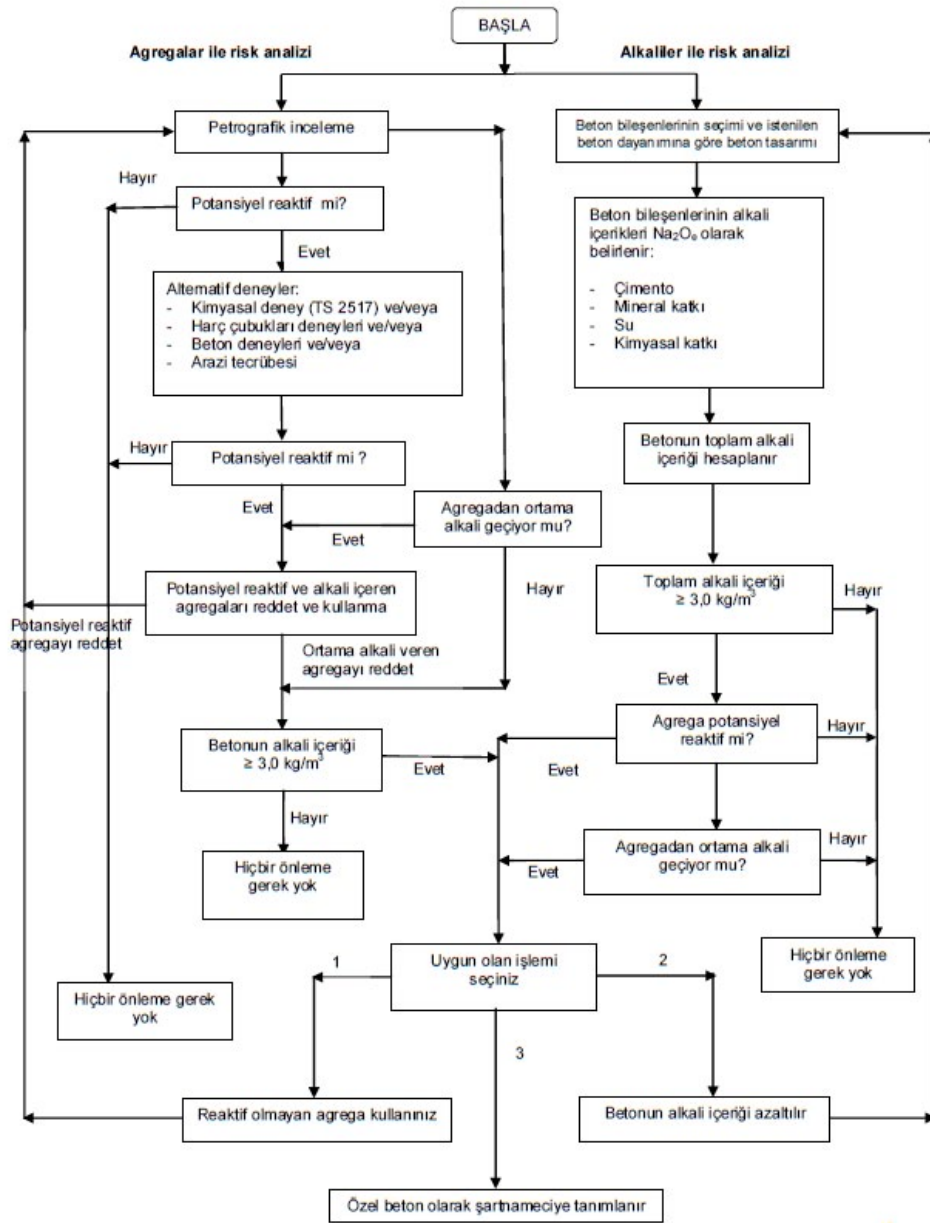 BAŞLA
Agregalar ile risk analizi
Alkaliler ile risk analizi
Petrografik inceleme
Beton bileşenlerinin seçimi ve istenilen
beton dayanımına göre beton tasarımı
Hayır
Potansiyel reaktif mi?
Evet
Beton bileşenlerinin alkali
içerikleri Na₂Oₑ olarak
belirlenir:
- Çimento
- Mineral katkı
- Su
- Kimyasal katkı
Alternatif deneyler:
- Kimyasal deney (TS 2517) ve/veya
- Harç çubukları deneyleri ve/veya
- Beton deneyleri ve/veya
- Arazi tecrübesi
Betonun toplam alkali
içeriği hesaplanır
Hayır
Potansiyel reaktif mi ?
Evet
Agregadan ortama
alkali geçiyor mu?
Evet
Hayır
Potansiyel reaktif ve alkali içeren
agregaları reddet ve kullanma
Toplam alkali içeriği
≥ 3,0 kg/m³
Hayır
Potansiyel reaktif
agregayı reddet
Ortama alkali veren
agregayı reddet
Evet
Betonun alkali içeriği
≥ 3,0 kg/m³
Evet
Agrega potansiyel
reaktif mi?
Hayır
Evet
Hayır
Agregadan ortama alkali
geçiyor mu?
Hayır
Evet
Hiçbir önleme
gerek yok
Hiçbir önleme
gerek yok
Uygun olan işlemi
seçiniz
1
2
3
Hiçbir önleme gerek
yok
Reaktif olmayan agrega kullanınız
Betonun alkali içeriği azaltılır
Özel beton olarak şartnameciye tanımlanır